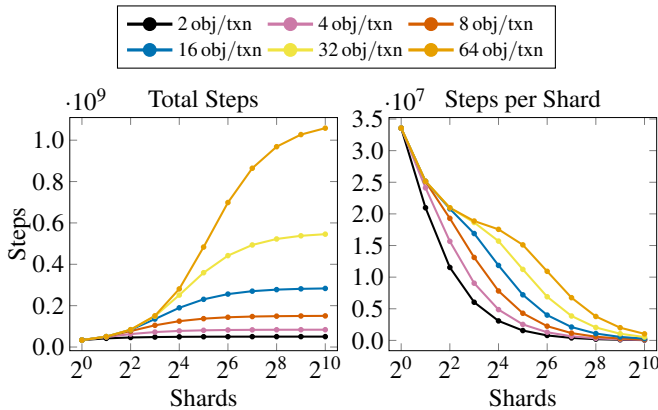 2 obj/txn 4 obj/txn 8 obj/txn
16 obj/txn 32 obj/txn 64 obj/txn
·10^9 Total Steps
1.0
0.8
0.6
0.4
0.2
0.0
Steps
2^0 2^2 2^4 2^6 2^8 2^10
Shards
·10^7 Steps per Shard
3.5
3.0
2.5
2.0
1.5
1.0
0.5
0.0
2^0 2^2 2^4 2^6 2^8 2^10
Shards